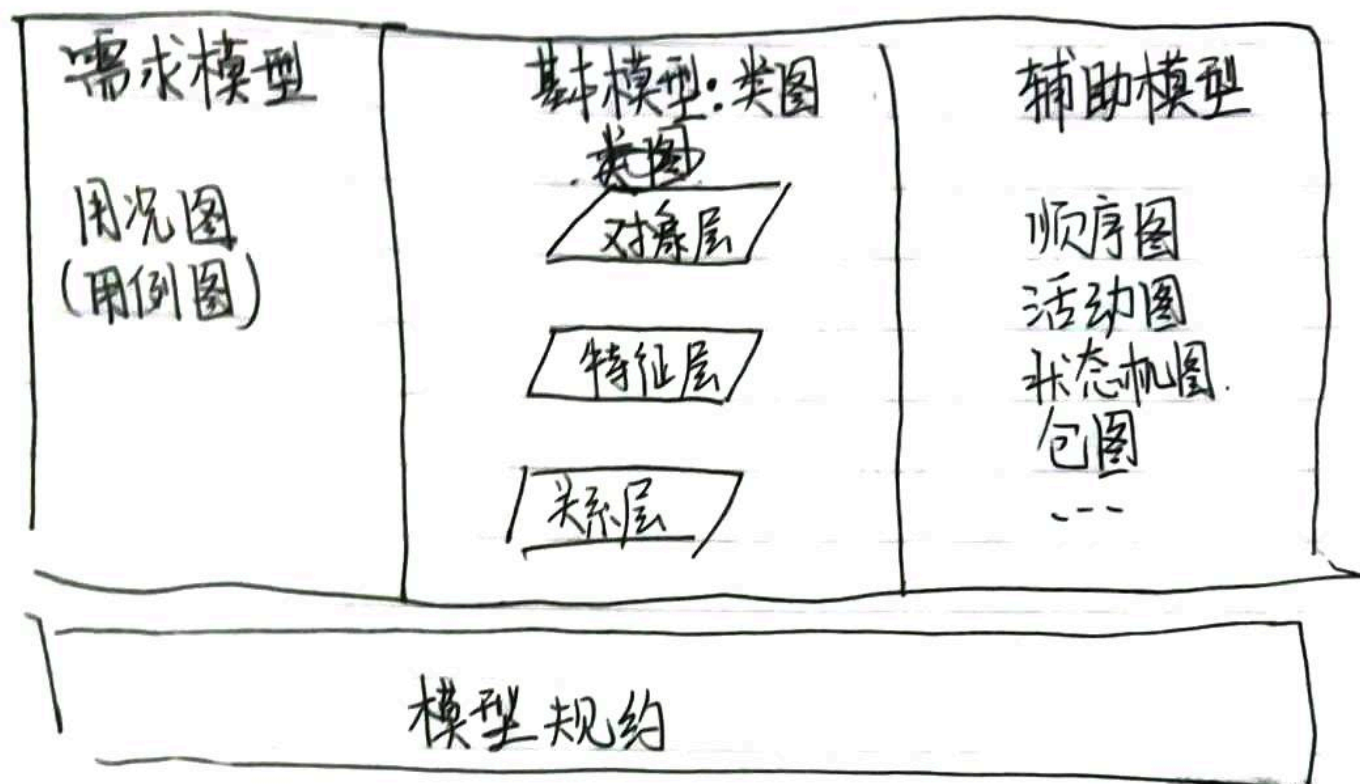 需求模型
用况图
(用例图)
基本模型:类图
类图
对象层
特征层
关系层
辅助模型
顺序图
活动图
状态机图.
包图
---
模型规约